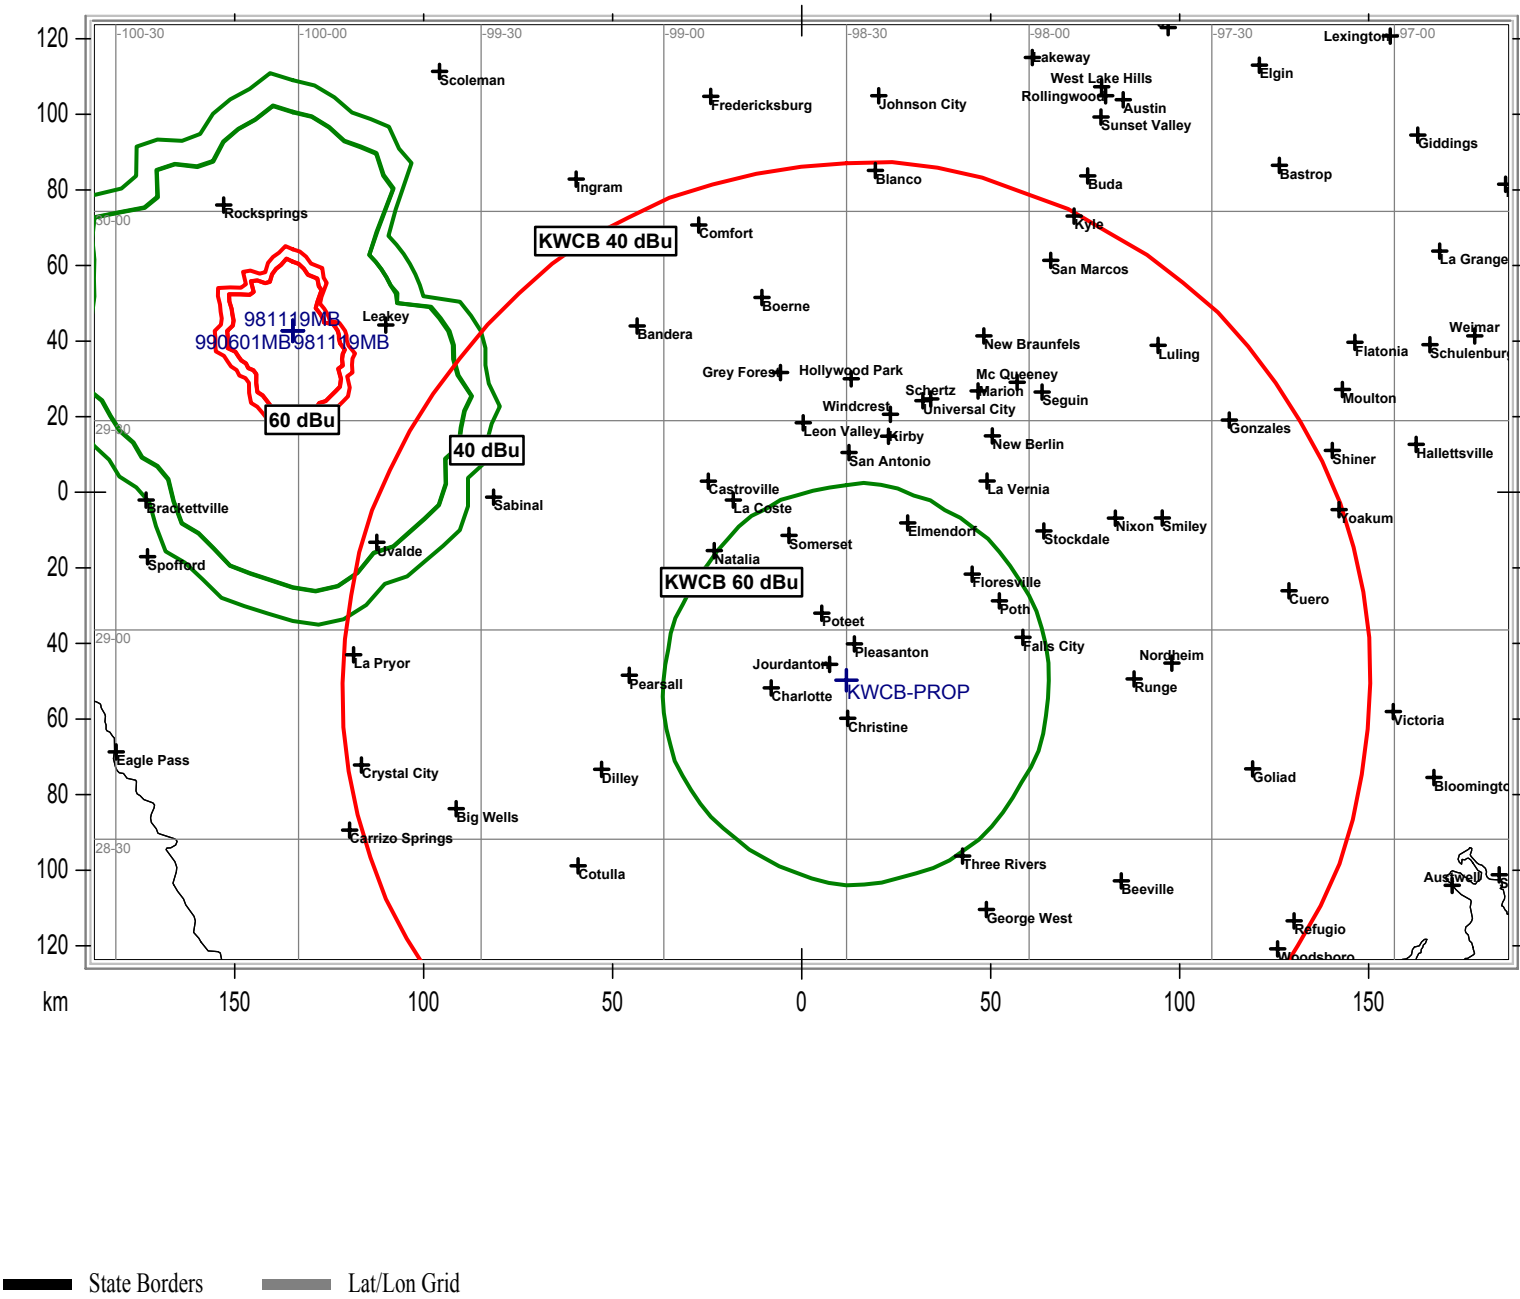 120
100
80
60
40
20
0
20
40
60
80
100
120
km
150
100
50
0
50
100
150
-100-30
-100-00
-99-30
-99-00
-98-30
-98-00
-97-30
-97-00
30-00
29-30
29-00
28-30
Lexington
Lakeway
Elgin
Scoleman
West Lake Hills
Rollingwood
Fredericksburg
Johnson City
Austin
Sunset Valley
Giddings
Bastrop
Ingram
Blanco
Buda
Rocksprings
Kyle
Comfort
KWCB 40 dBu
La Grange
San Marcos
Boerne
981119MB
Leakey
990601MB
981119MB
Bandera
New Braunfels
Luling
Weimar
Flatonia
Schulenburg
Grey Forest
Hollywood Park
Mc Queeney
Schertz
Marion
Seguin
Moulton
Windcrest
Universal City
60 dBu
Leon Valley
Kirby
New Berlin
Gonzales
40 dBu
San Antonio
Shiner
Hallettsville
Castroville
La Vernia
La Coste
Sabinal
Brackettville
Elmendorf
Nixon
Smiley
Yoakum
Stockdale
Somerset
Uvalde
Natalia
Spofford
KWCB 60 dBu
Floresville
Cuero
Poth
Poteet
Pleasanton
Falls City
La Pryor
Jourdanton
Nordheim
Pearsall
KWCB-PROP
Charlotte
Runge
Christine
Victoria
Eagle Pass
Crystal City
Dilley
Goliad
Bloomingto
Big Wells
Carrizo Springs
Cotulla
Three Rivers
Beeville
Austwell
S
George West
Refugio
Woodsboro
State Borders
Lat/Lon Grid